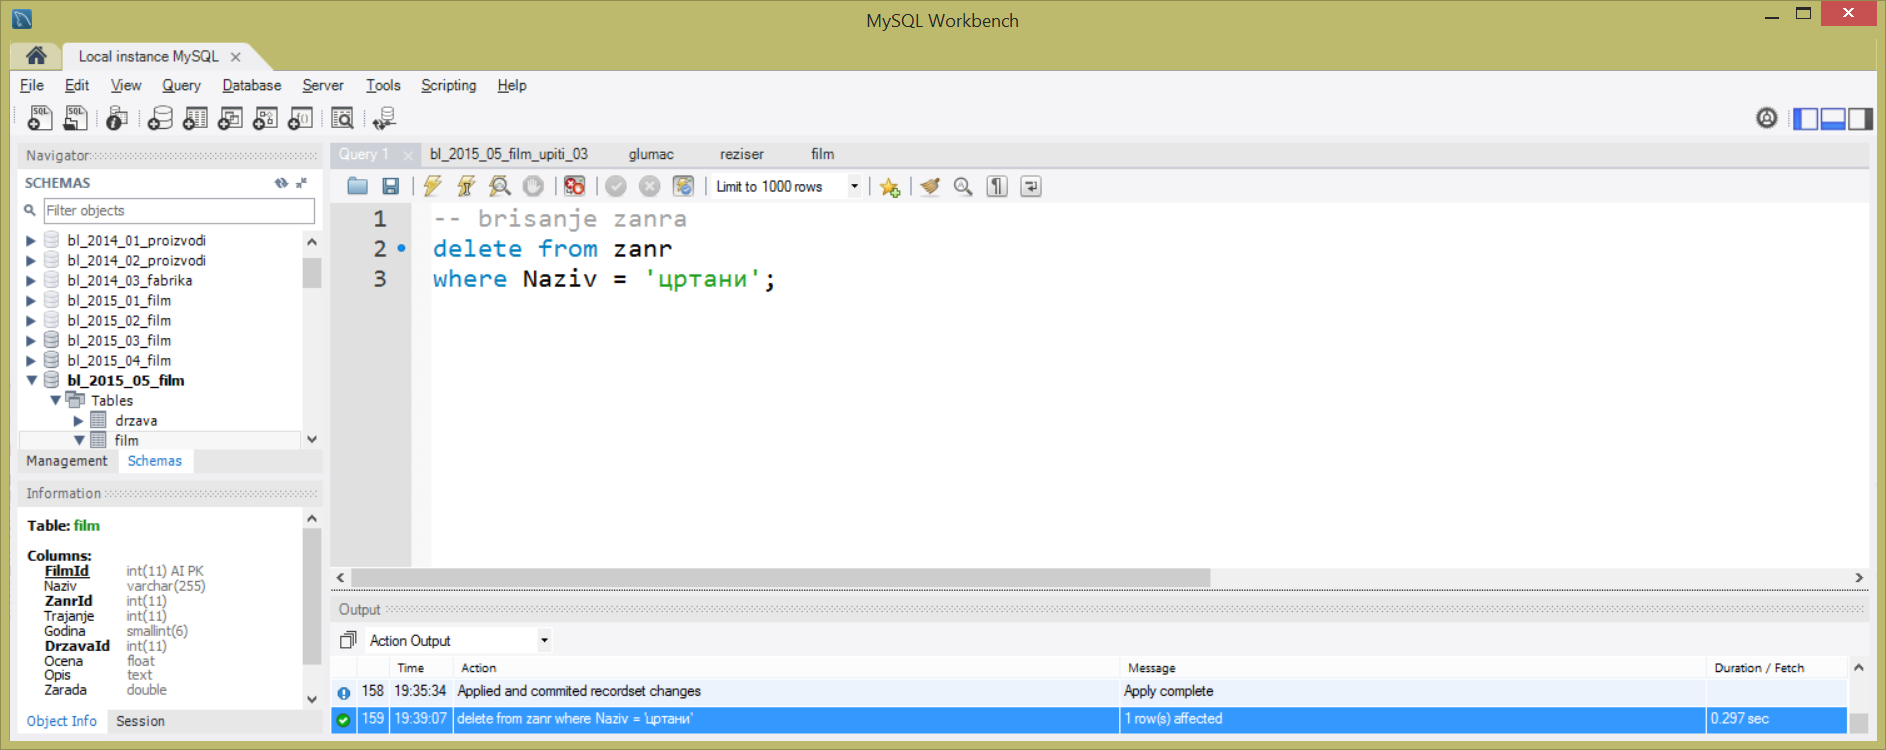 MySQL Workbench
Local instance MySQL
File Edit View Query Database Server Tools Scripting Help
Navigator
SCHEMAS
Filter objects
bl_2014_01_proizvodi
bl_2014_02_proizvodi
bl_2014_03_fabrika
bl_2015_01_film
bl_2015_02_film
bl_2015_03_film
bl_2015_04_film
bl_2015_05_film
Tables
drzava
film
Management Schemas
Information
Table: film
Columns:
FilmId int(11) AI PK
Naziv varchar(255)
ZanrId int(11)
Trajanje int(11)
Godina smallint(6)
DrzavaId int(11)
Ocena float
Opis text
Zarada double
Object Info Session
Query 1 bl_2015_05_film_upiti_03 glumac reziser film
Limit to 1000 rows
1 -- brisanje zanra
2 delete from zanr
3 where Naziv = 'цртани';
Output
Action Output
Time Action Message Duration / Fetch
158 19:35:34 Applied and commited recordset changes Apply complete
159 19:39:07 delete from zanr where Naziv = 'цртани' 1 row(s) affected 0.297 sec